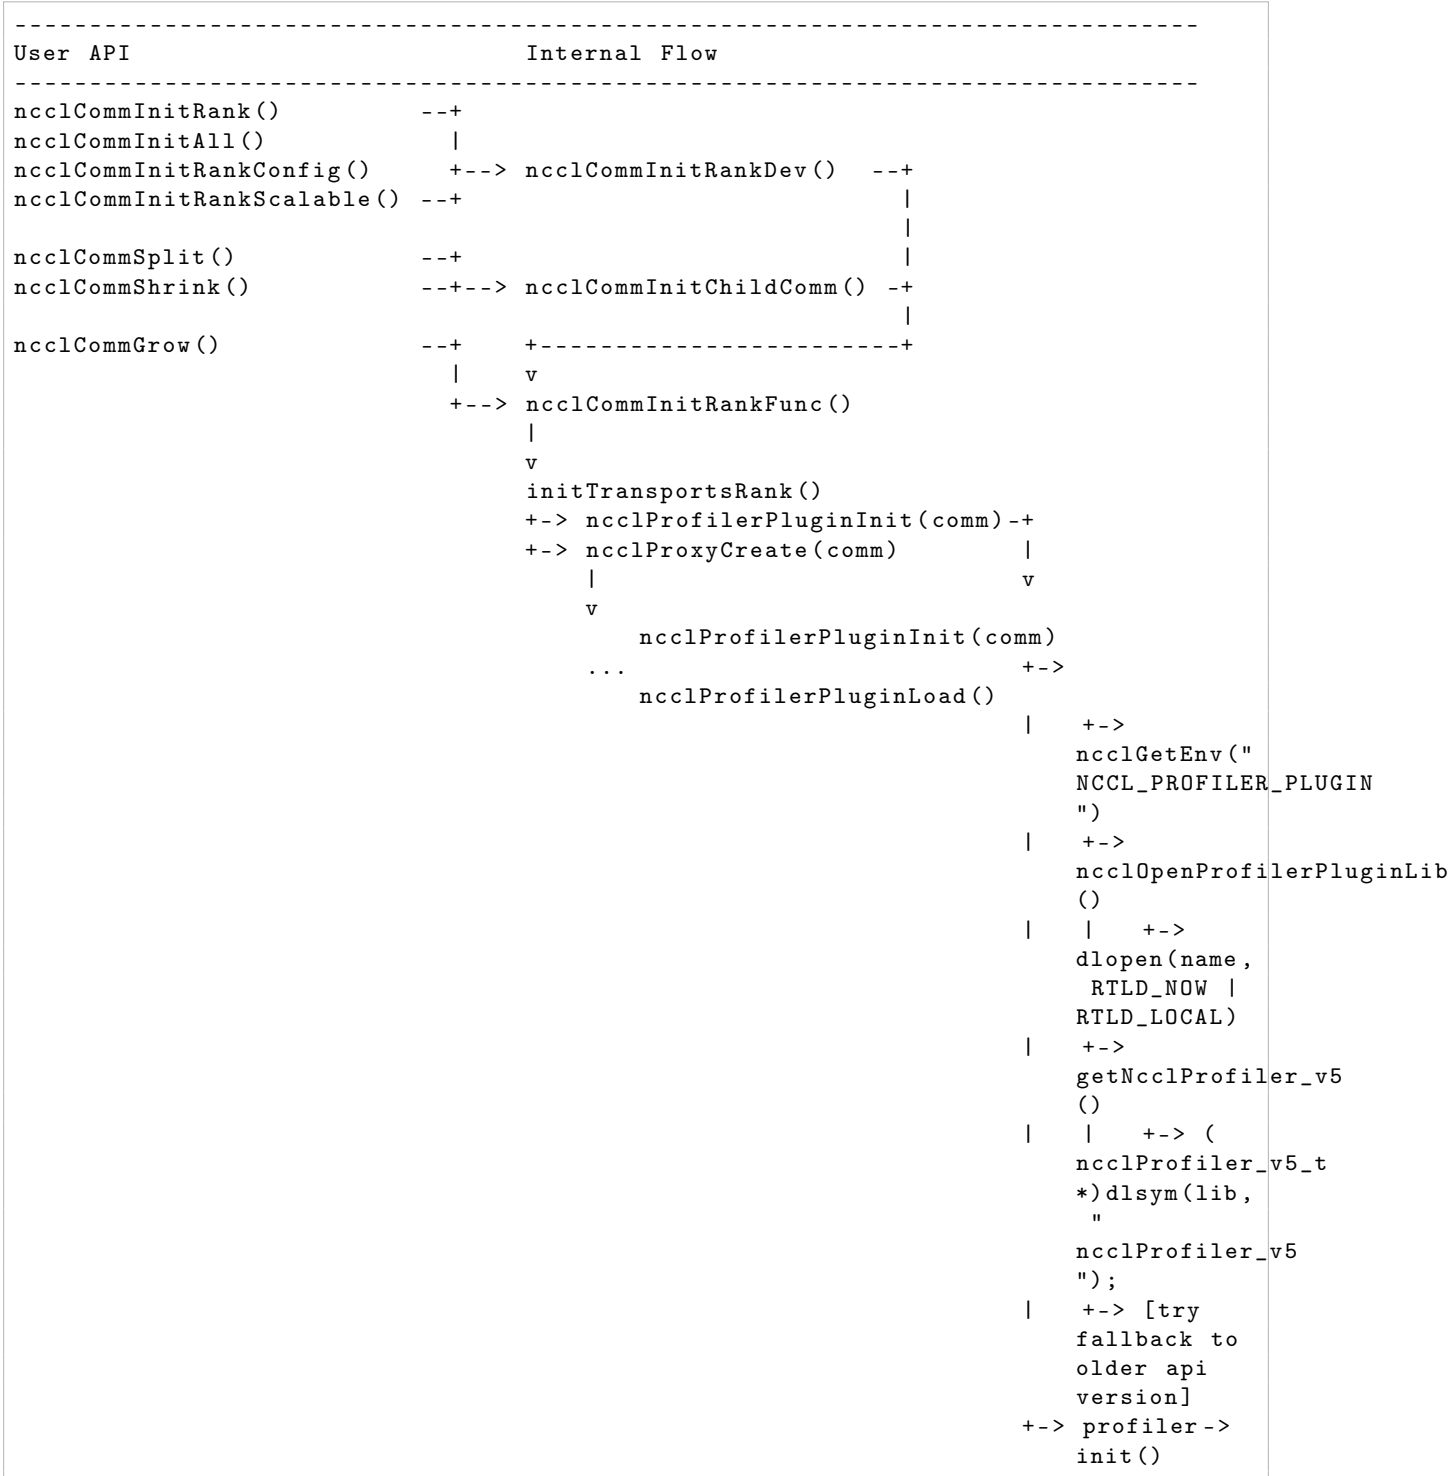 -------------------------------------------------------------------------------
User API                          Internal Flow
-------------------------------------------------------------------------------
ncclCommInitRank()         --+
ncclCommInitAll()            |
ncclCommInitRankConfig()     +--> ncclCommInitRankDev()  --+
ncclCommInitRankScalable() --+                             |
                                                           |
ncclCommSplit()            --+                             |
ncclCommShrink()           --+--> ncclCommInitChildComm() -+
                                                           |
ncclCommGrow()             --+    +------------------------+
                             |    v
                             +--> ncclCommInitRankFunc()
                                  |
                                  v
                                  initTransportsRank()
                                  +-> ncclProfilerPluginInit(comm)-+
                                  +-> ncclProxyCreate(comm)        |
                                      |                            v
                                      v
                                         ncclProfilerPluginInit(comm)
                                      ...                          +->
                                         ncclProfilerPluginLoad()
                                                                   |   +->
                                                                       ncclGetEnv("
                                                                       NCCL_PROFILER_PLUGIN
                                                                       ")
                                                                   |   +->
                                                                       ncclOpenProfilerPluginLib
                                                                       ()
                                                                   |   |   +->
                                                                       dlopen(name,
                                                                        RTLD_NOW |
                                                                       RTLD_LOCAL)
                                                                   |   +->
                                                                       getNcclProfiler_v5
                                                                       ()
                                                                   |   |   +-> (
                                                                       ncclProfiler_v5_t
                                                                       *)dlsym(lib,
                                                                        "
                                                                       ncclProfiler_v5
                                                                       ");
                                                                   |   +-> [try
                                                                       fallback to
                                                                       older api
                                                                       version]
                                                                   +-> profiler->
                                                                       init()